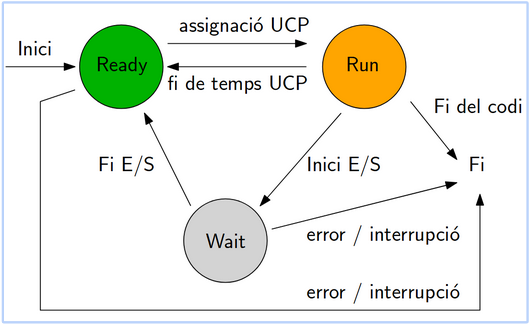 assignació UCP
Inici
Ready
Run
fi de temps UCP
Fi del codi
Fi E/S
Inici E/S
Fi
Wait
error / interrupció
error / interrupció